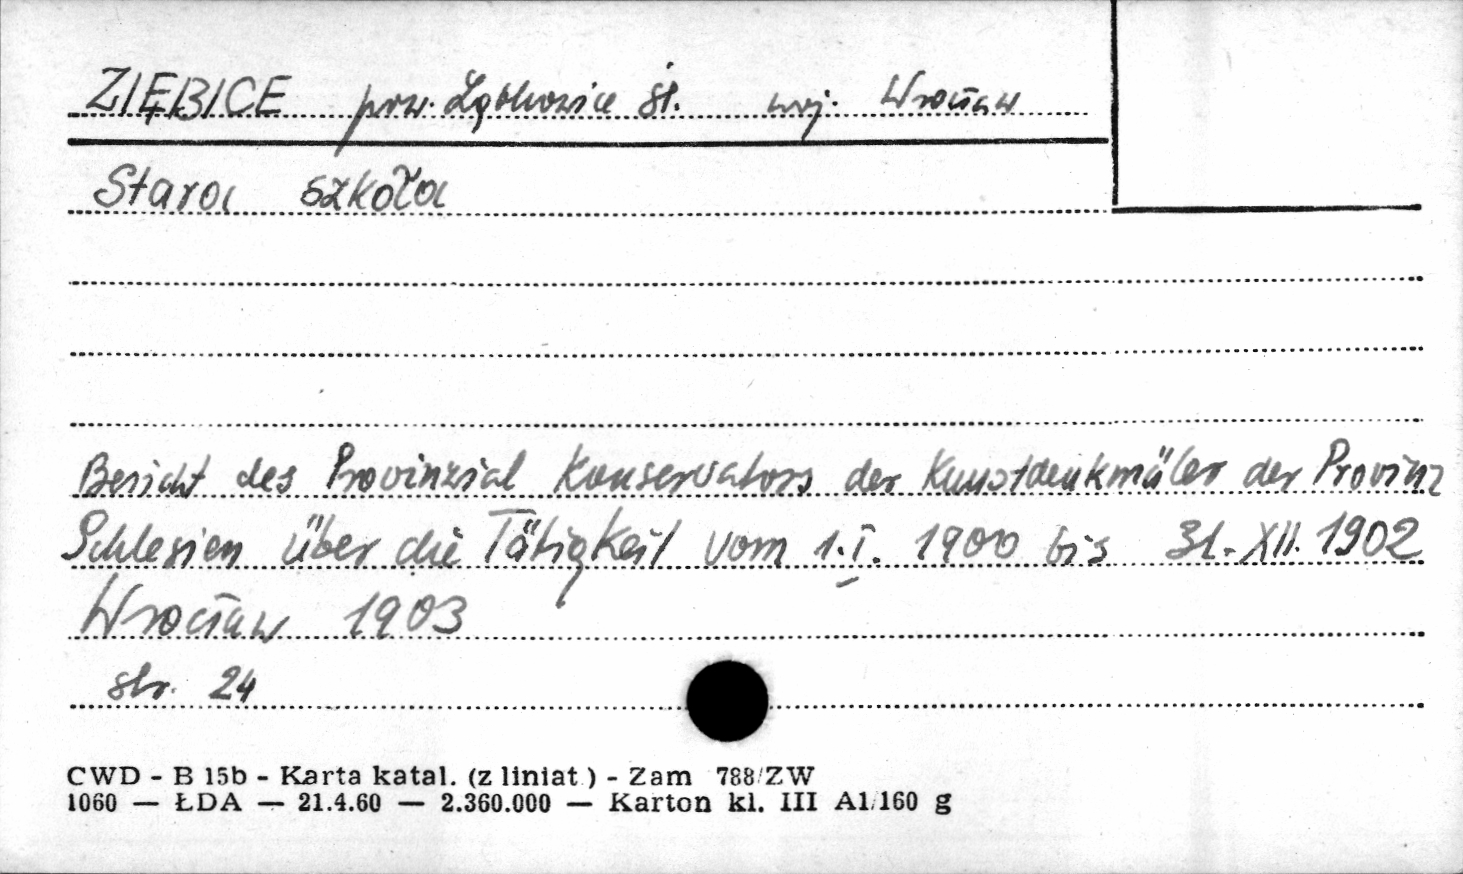 ZIĘBICE pow. Ząbkowice Śl. woj. Wrocław
Stara szkoła
Bericht des Provinzial Konservators der Kunstdenkmäler der Provinz
Schlesien über die Tätigkeit vom 1.I. 1900 bis 31.XII. 1902
Wrocław 1903
str. 24
CWD - B 15b - Karta katal. (z liniat.) - Zam 788/ZW
1060 — ŁDA — 21.4.60 — 2.360.000 — Karton kl. III A1/160 g